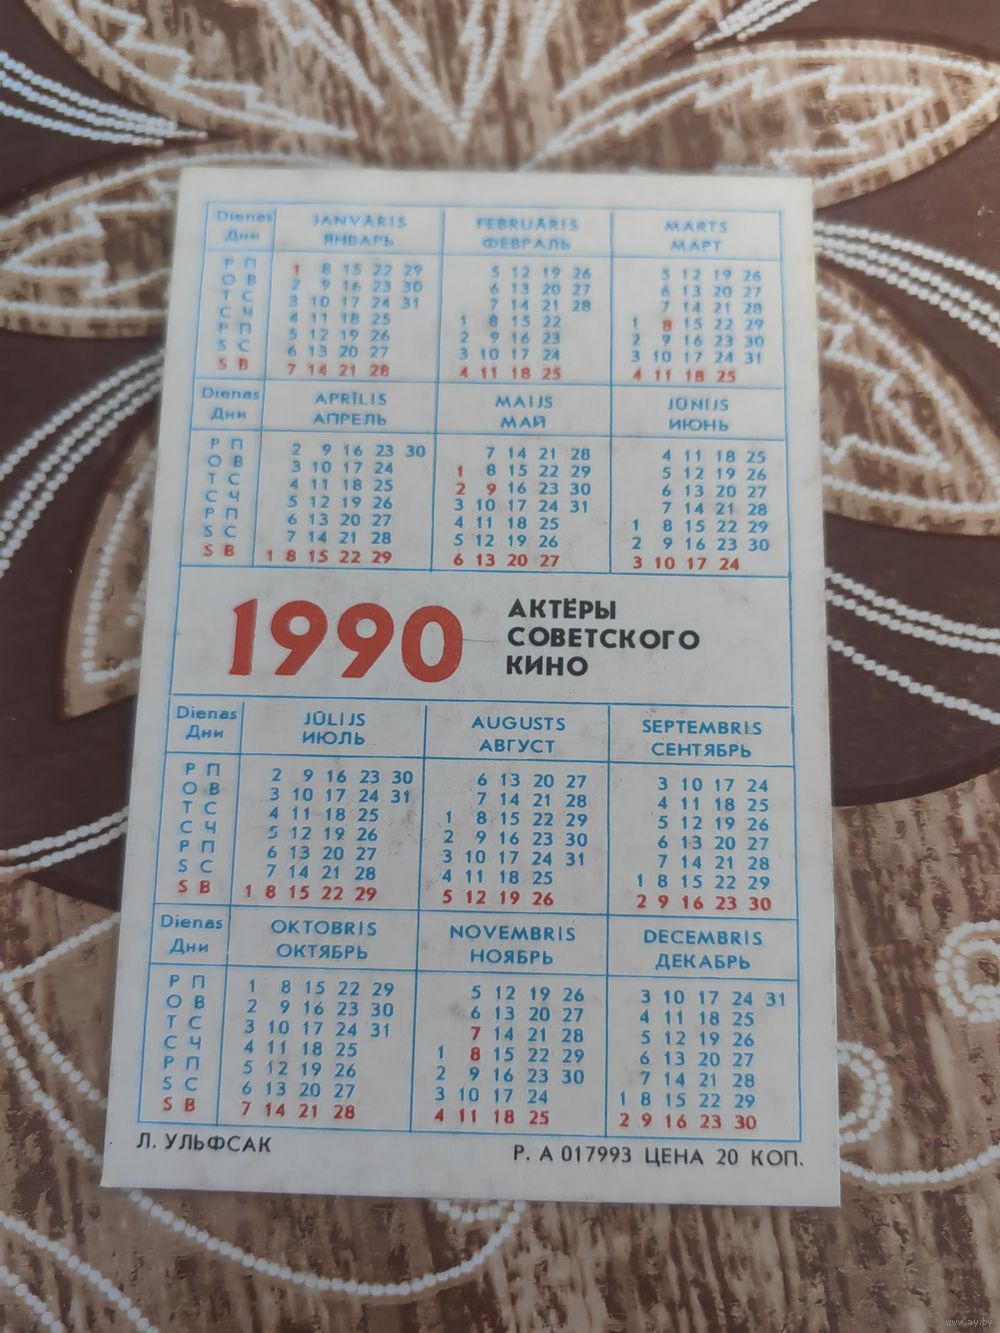 Dienas JANVĀRIS FEBRUĀRIS MARTS
Дни ЯНВАРЬ ФЕВРАЛЬ МАРТ
P П 1 8 15 22 29 5 12 19 26 5 12 19 26
O В 2 9 16 23 30 6 13 20 27 6 13 20 27
T С 3 10 17 24 31 7 14 21 28 7 14 21 28
C Ч 4 11 18 25 1 8 15 22 1 8 15 22 29
P П 5 12 19 26 2 9 16 23 2 9 16 23 30
S С 6 13 20 27 3 10 17 24 3 10 17 24 31
S В 7 14 21 28 4 11 18 25 4 11 18 25
Dienas APRĪLIS MAIJS JŪNIJS
Дни АПРЕЛЬ МАЙ ИЮНЬ
P П 2 9 16 23 30 7 14 21 28 4 11 18 25
O В 3 10 17 24 1 8 15 22 29 5 12 19 26
T С 4 11 18 25 2 9 16 23 30 6 13 20 27
C Ч 5 12 19 26 3 10 17 24 31 7 14 21 28
P П 6 13 20 27 4 11 18 25 1 8 15 22 29
S С 7 14 21 28 5 12 19 26 2 9 16 23 30
S В 1 8 15 22 29 6 13 20 27 3 10 17 24
1990
АКТЁРЫ
СОВЕТСКОГО
КИНО
Dienas JŪLIJS AUGUSTS SEPTEMBRIS
Дни ИЮЛЬ АВГУСТ СЕНТЯБРЬ
P П 2 9 16 23 30 6 13 20 27 3 10 17 24
O В 3 10 17 24 31 7 14 21 28 4 11 18 25
T С 4 11 18 25 1 8 15 22 29 5 12 19 26
C Ч 5 12 19 26 2 9 16 23 30 6 13 20 27
P П 6 13 20 27 3 10 17 24 31 7 14 21 28
S С 7 14 21 28 4 11 18 25 1 8 15 22 29
S В 1 8 15 22 29 5 12 19 26 2 9 16 23 30
Dienas OKTOBRIS NOVEMBRIS DECEMBRIS
Дни ОКТЯБРЬ НОЯБРЬ ДЕКАБРЬ
P П 1 8 15 22 29 5 12 19 26 3 10 17 24 31
O В 2 9 16 23 30 6 13 20 27 4 11 18 25
T С 3 10 17 24 31 7 14 21 28 5 12 19 26
C Ч 4 11 18 25 1 8 15 22 29 6 13 20 27
P П 5 12 19 26 2 9 16 23 30 7 14 21 28
S С 6 13 20 27 3 10 17 24 1 8 15 22 29
S В 7 14 21 28 4 11 18 25 2 9 16 23 30
Л. УЛЬФСАК Р. А 017993 ЦЕНА 20 КОП.
www.ay.by